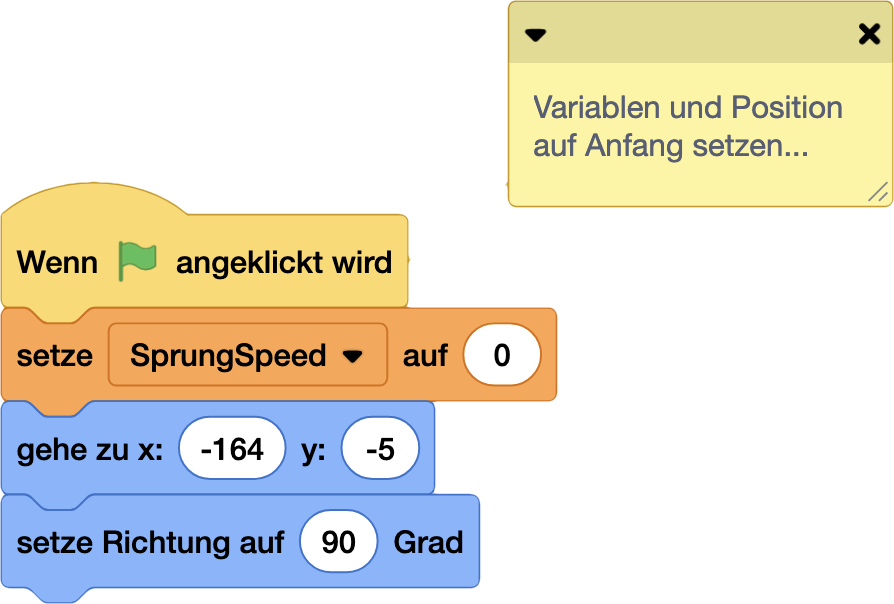 Variablen und Position
auf Anfang setzen...
Wenn angeklickt wird
setze SprungSpeed auf 0
gehe zu x: -164 y: -5
setze Richtung auf 90 Grad